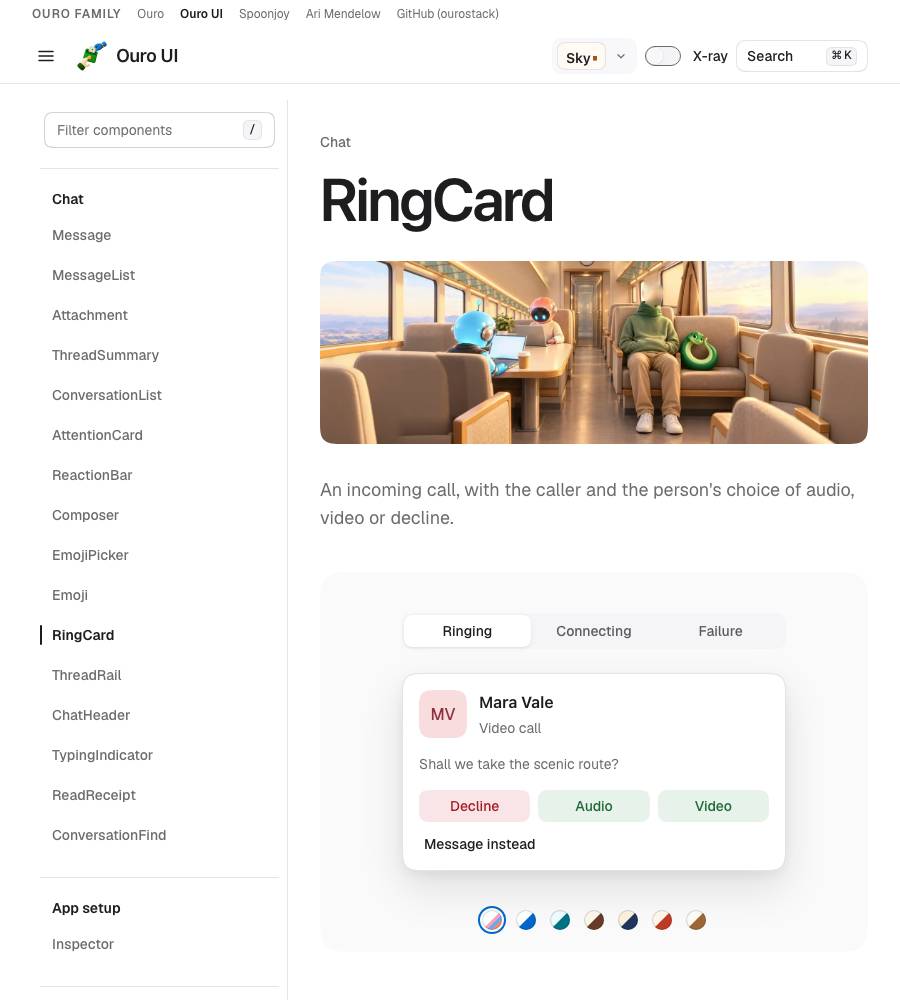 OURO FAMILY Ouro Ouro UI Spoonjoy Ari Mendelow GitHub (ourostack)
Ouro UI
Sky
X-ray
Search ⌘ K
Filter components /
Chat
Message
MessageList
Attachment
ThreadSummary
ConversationList
AttentionCard
ReactionBar
Composer
EmojiPicker
Emoji
RingCard
ThreadRail
ChatHeader
TypingIndicator
ReadReceipt
ConversationFind
App setup
Inspector
Chat
RingCard
An incoming call, with the caller and the person's choice of audio,
video or decline.
Ringing Connecting Failure
MV
Mara Vale
Video call
Shall we take the scenic route?
Decline Audio Video
Message instead